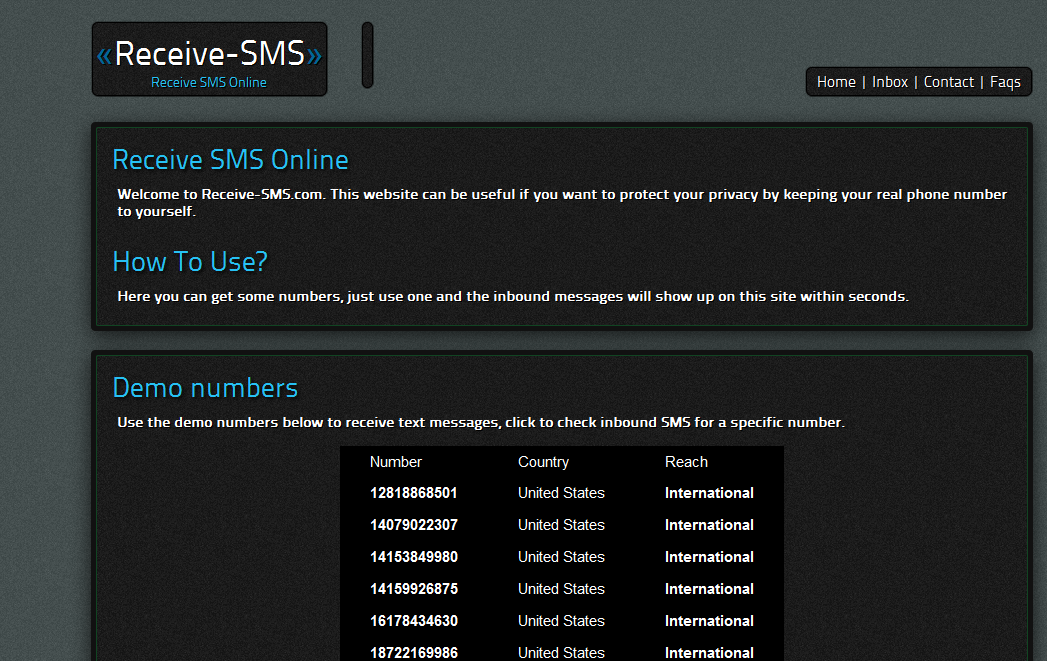 «Receive-SMS»
Receive SMS Online
Home | Inbox | Contact | Faqs
Receive SMS Online
Welcome to Receive-SMS.com. This website can be useful if you want to protect your privacy by keeping your real phone number
to yourself.
How To Use?
Here you can get some numbers, just use one and the inbound messages will show up on this site within seconds.
Demo numbers
Use the demo numbers below to receive text messages, click to check inbound SMS for a specific number.
Number Country Reach
12818868501 United States International
14079022307 United States International
14153849980 United States International
14159926875 United States International
16178434630 United States International
18722169986 United States International